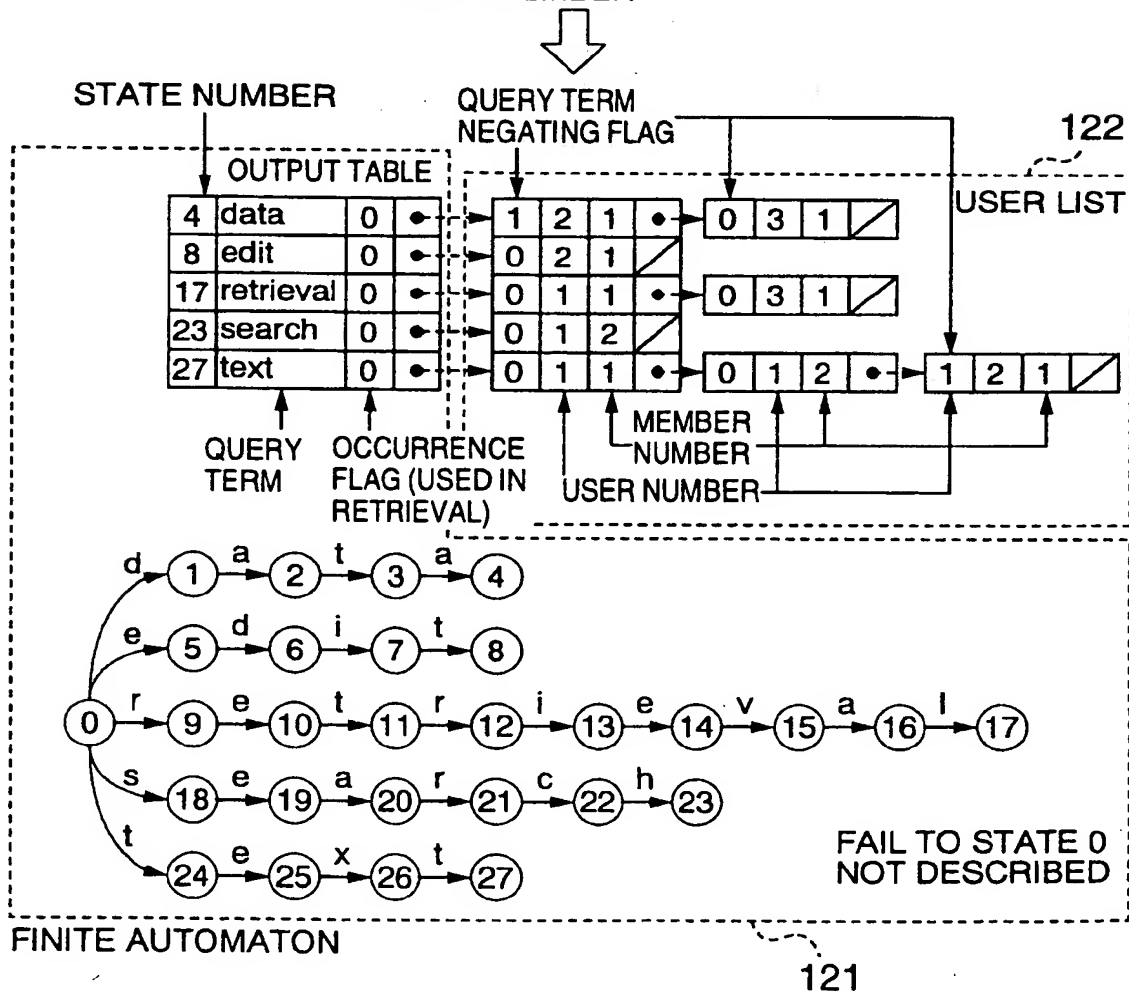 STATE NUMBER
QUERY TERM
NEGATING FLAG
122
OUTPUT TABLE
USER LIST
4 data 0 1 2 1 0 3 1
8 edit 0 0 2 1
17 retrieval 0 0 1 1 0 3 1
23 search 0 0 1 2
27 text 0 0 1 1 0 1 2 1 2 1
QUERY
TERM
OCCURRENCE
FLAG (USED IN
RETRIEVAL)
MEMBER
NUMBER
USER NUMBER
d a t a
1 2 3 4
e d i t
5 6 7 8
r e t r i e v a l
0 9 10 11 12 13 14 15 16 17
s e a r c h
18 19 20 21 22 23
t e x t
24 25 26 27
FAIL TO STATE 0
NOT DESCRIBED
FINITE AUTOMATON
121